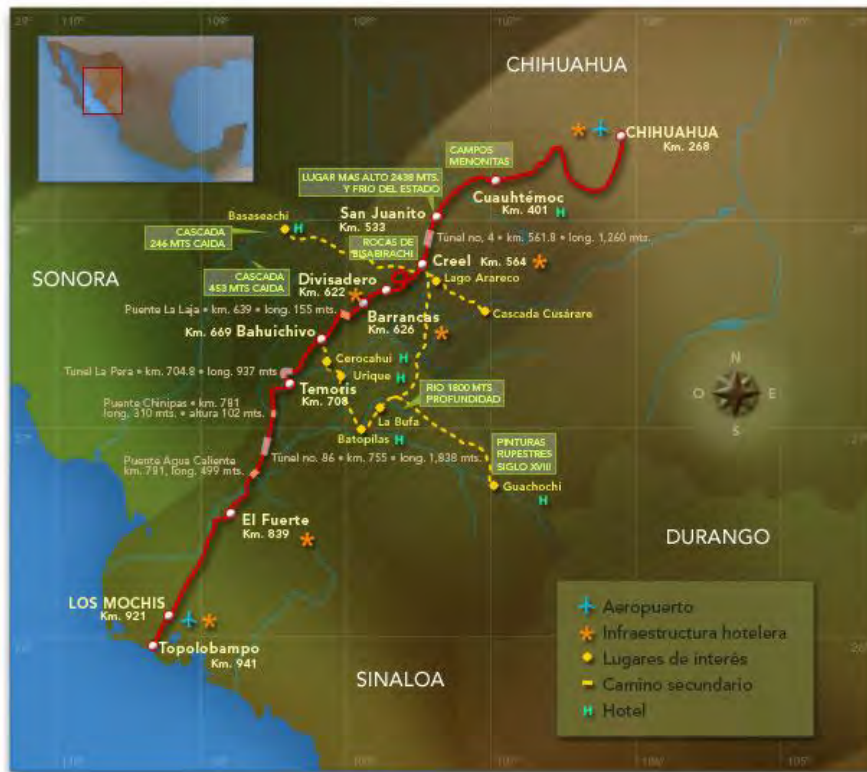 110°
109°
108°
107°
106°
CHIHUAHUA
CHIHUAHUA
Km. 268
CAMPOS
MENONITAS
LUGAR MAS ALTO 2438 MTS.
Y FRIO DEL ESTADO
Cuauhtémoc
Km. 401
H
San Juanito
Km. 533
Basaseachi
H
CASCADA
246 MTS CAIDA
ROCAS DE
BISABIRACHI
Túnel no. 4 • km. 561.8 • long. 1,260 mts.
Creel Km. 564
SONORA
CASCADA
453 MTS CAIDA
Divisadero
Km. 622
Lago Arareco
Puente La Laja • km. 639 • long. 155 mts.
Barrancas
Km. 626
Cascada Cusárare
Km. 669 Bahuichivo
Cerocahui H
Urique H
Tunel La Pera • km. 704.8 • long. 937 mts
Temoris
Km. 708
RIO 1800 MTS
PROFUNDIDAD
N
O
E
S
Puente Chinipas • km. 781
long. 310 mts. • altura 102 mts.
La Bufa
Batopilas H
PINTURAS
RUPESTRES
SIGLO XVIII
Puente Agua Caliente
km. 781, long. 499 mts.
Túnel no. 86 • km. 755 • long. 1,838 mts.
Guachochi
H
El Fuerte
Km. 839
DURANGO
LOS MOCHIS
Km. 921
Topolobampo
Km. 941
SINALOA
Aeropuerto
Infraestructura hotelera
Lugares de interés
Camino secundario
H Hotel